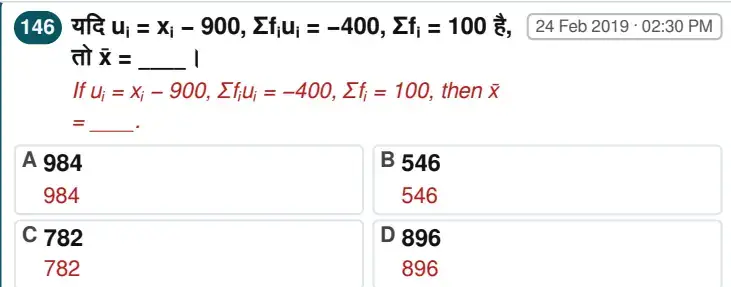 146 यदि uᵢ = xᵢ − 900, Σfᵢuᵢ = −400, Σfᵢ = 100 है, 24 Feb 2019 · 02:30 PM
तो x̄ = ____ ।
If uᵢ = xᵢ − 900, Σfᵢuᵢ = −400, Σfᵢ = 100, then x̄
= ____.
A 984 B 546
984 546
C 782 D 896
782 896